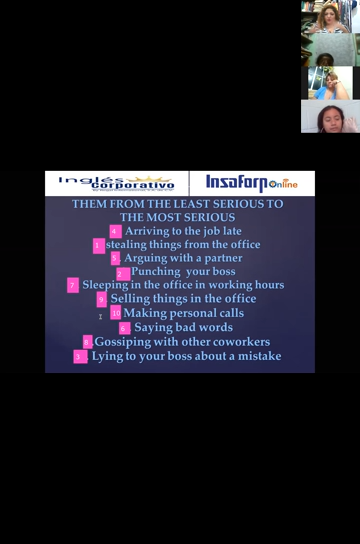 Inglés
Corporativo
Insaforp online
THEM FROM THE LEAST SERIOUS TO
THE MOST SERIOUS
4 Arriving to the job late
1 stealing things from the office
5. Arguing with a partner
2 Punching your boss
7 Sleeping in the office in working hours
9. Selling things in the office
10 Making personal calls
6. Saying bad words
8.Gossiping with other coworkers
3. Lying to your boss about a mistake